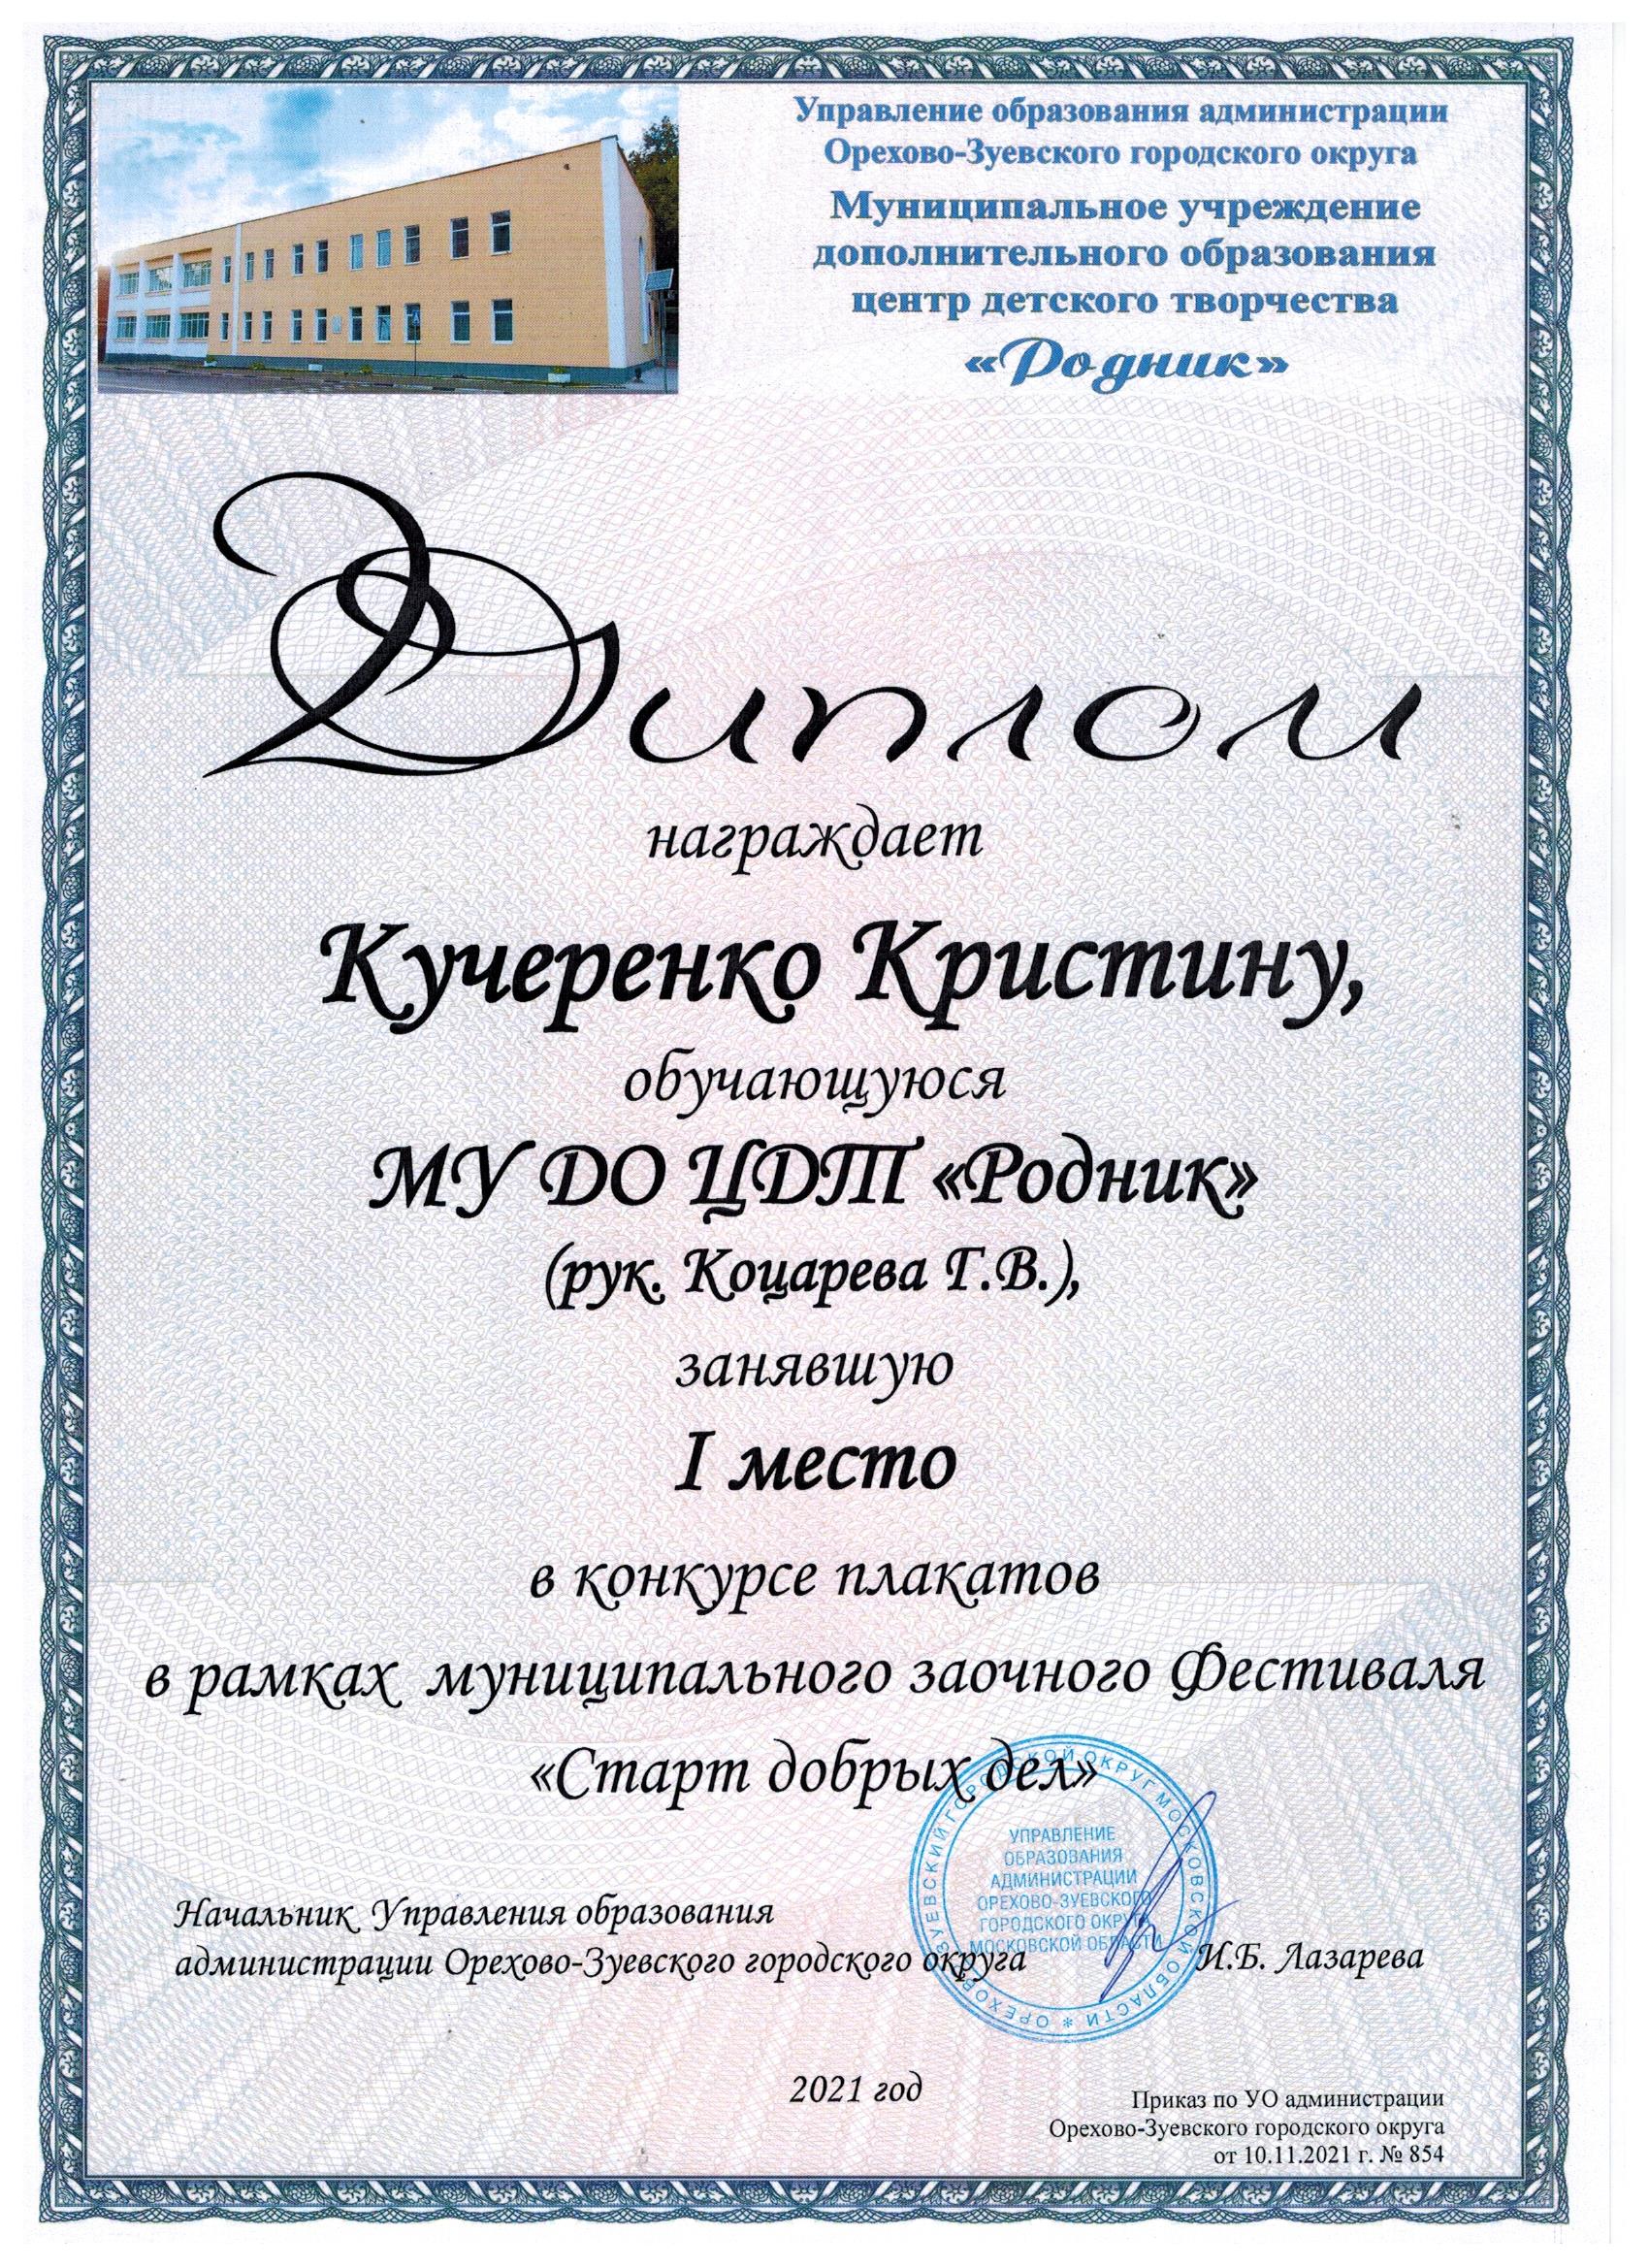 Управление образования администрации
Орехово-Зуевского городского округа
Муниципальное учреждение
дополнительного образования
центр детского творчества
«Родник»
Диплом
награждает
Кучеренко Кристину,
обучающуюся
МУ ДО ЦДТ «Родник»
(рук. Коцарева Г.В.),
занявшую
I место
в конкурсе плакатов
в рамках муниципального заочного Фестиваля
«Старт добрых дел»
ОРЕХОВО-ЗУЕВСКИЙ ГОРОДСКОЙ ОКРУГ МОСКОВСКОЙ ОБЛАСТИ *
УПРАВЛЕНИЕ
ОБРАЗОВАНИЯ
АДМИНИСТРАЦИИ
ОРЕХОВО-ЗУЕВСКОГО
ГОРОДСКОГО ОКРУГА
МОСКОВСКОЙ ОБЛАСТИ
Начальник Управления образования
администрации Орехово-Зуевского городского округа И.Б. Лазарева
2021 год
Приказ по УО администрации
Орехово-Зуевского городского округа
от 10.11.2021 г. № 854